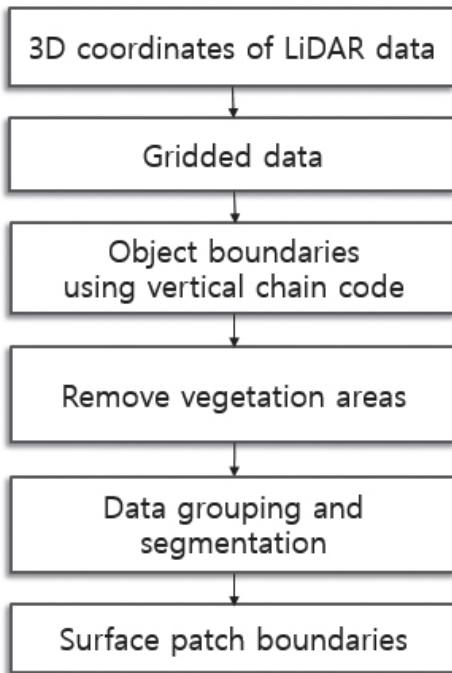 3D coordinates of LiDAR data
Gridded data
Object boundaries
using vertical chain code
Remove vegetation areas
Data grouping and
segmentation
Surface patch boundaries